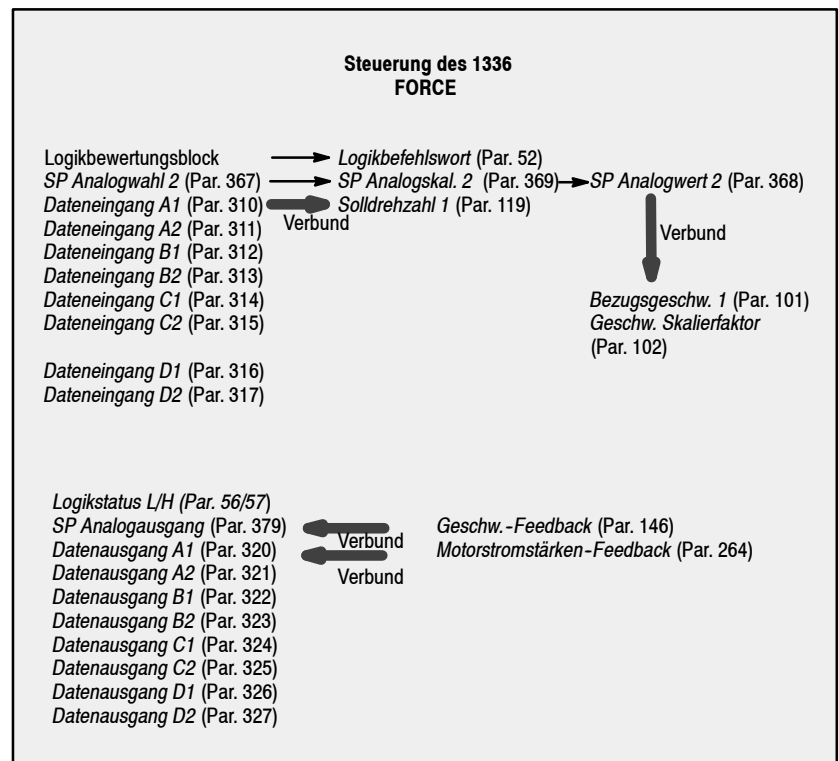 Steuerung des 1336
FORCE
Logikbewertungsblock Logikbefehlswort (Par. 52)
SP Analogwahl 2 (Par. 367) SP Analogskal. 2 (Par. 369) SP Analogwert 2 (Par. 368)
Dateneingang A1 (Par. 310) Verbund Solldrehzahl 1 (Par. 119)
Dateneingang A2 (Par. 311) Verbund
Dateneingang B1 (Par. 312)
Dateneingang B2 (Par. 313)
Dateneingang C1 (Par. 314) Bezugsgeschw. 1 (Par. 101)
Dateneingang C2 (Par. 315) Geschw. Skalierfaktor
(Par. 102)
Dateneingang D1 (Par. 316)
Dateneingang D2 (Par. 317)
Logikstatus L/H (Par. 56/57)
SP Analogausgang (Par. 379) Verbund Geschw.-Feedback (Par. 146)
Datenausgang A1 (Par. 320) Verbund Motorstromstärken-Feedback (Par. 264)
Datenausgang A2 (Par. 321)
Datenausgang B1 (Par. 322)
Datenausgang B2 (Par. 323)
Datenausgang C1 (Par. 324)
Datenausgang C2 (Par. 325)
Datenausgang D1 (Par. 326)
Datenausgang D2 (Par. 327)